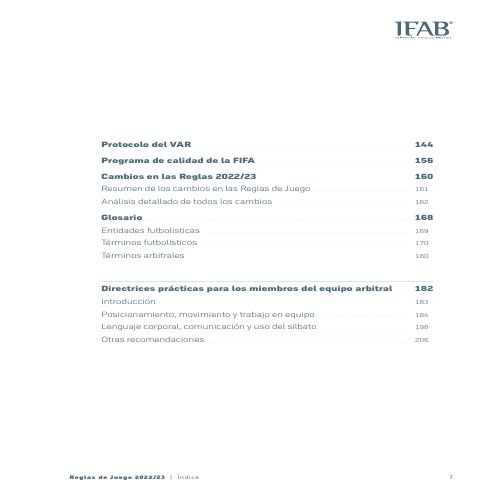 IFAB
Protocolo del VAR 144
Programa de calidad de la FIFA 156
Cambios en las Reglas 2022/23 160
Resumen de los cambios en las Reglas de Juego 161
Análisis detallado de todos los cambios 162
Glosario 168
Entidades futbolísticas 169
Términos futbolísticos 170
Términos arbitrales 180
Directrices prácticas para los miembros del equipo arbitral 182
Introducción 183
Posicionamiento, movimiento y trabajo en equipo 184
Lenguaje corporal, comunicación y uso del silbato 198
Otras recomendaciones 206
Reglas de Juego 2022/23 | Índice 7